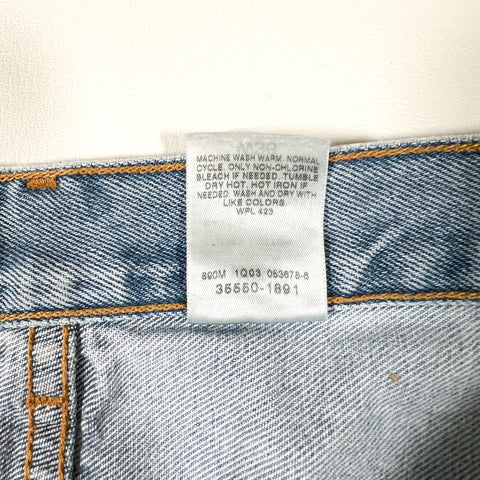 MACHINE WASH WARM. NORMAL
CYCLE. ONLY NON-CHLORINE
BLEACH IF NEEDED. TUMBLE
DRY HOT. HOT IRON IF
NEEDED. WASH AND DRY WITH
LIKE COLORS.
WPL 423
890M 1Q03 053678-8
35550-1891